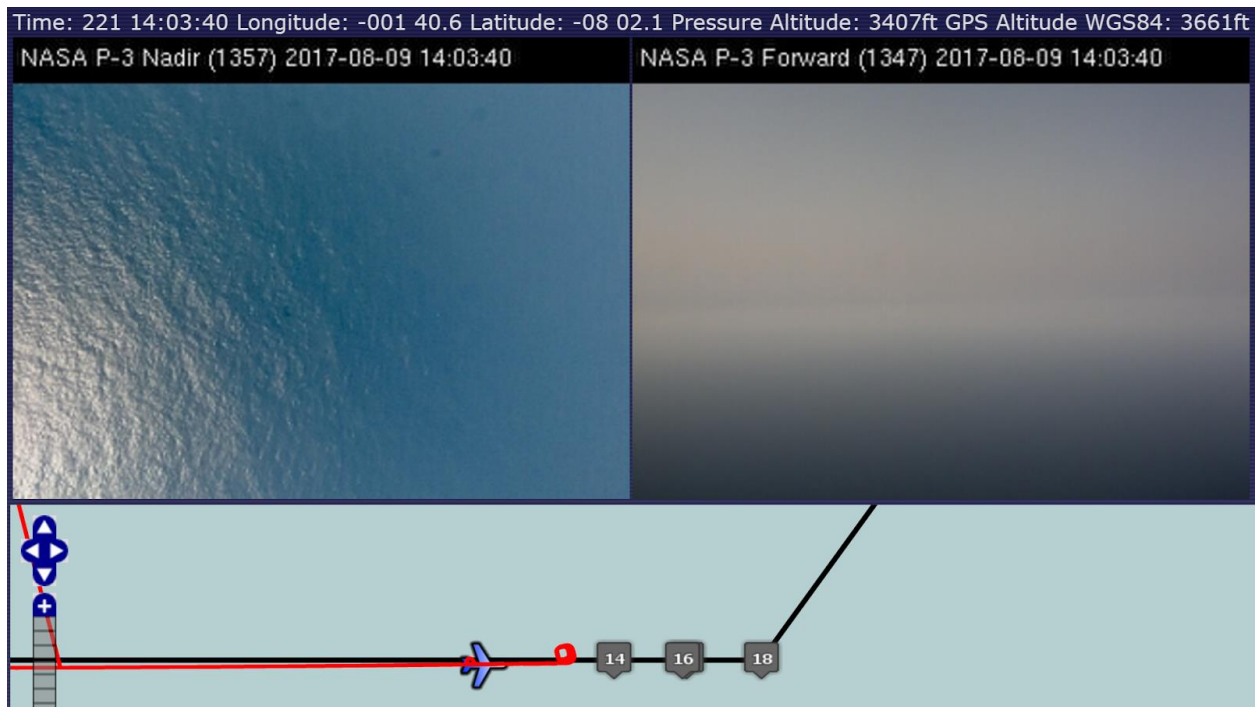 Time: 221 14:03:40 Longitude: -001 40.6 Latitude: -08 02.1 Pressure Altitude: 3407ft GPS Altitude WGS84: 3661ft
NASA P-3 Nadir (1357) 2017-08-09 14:03:40
NASA P-3 Forward (1347) 2017-08-09 14:03:40
14
16
18